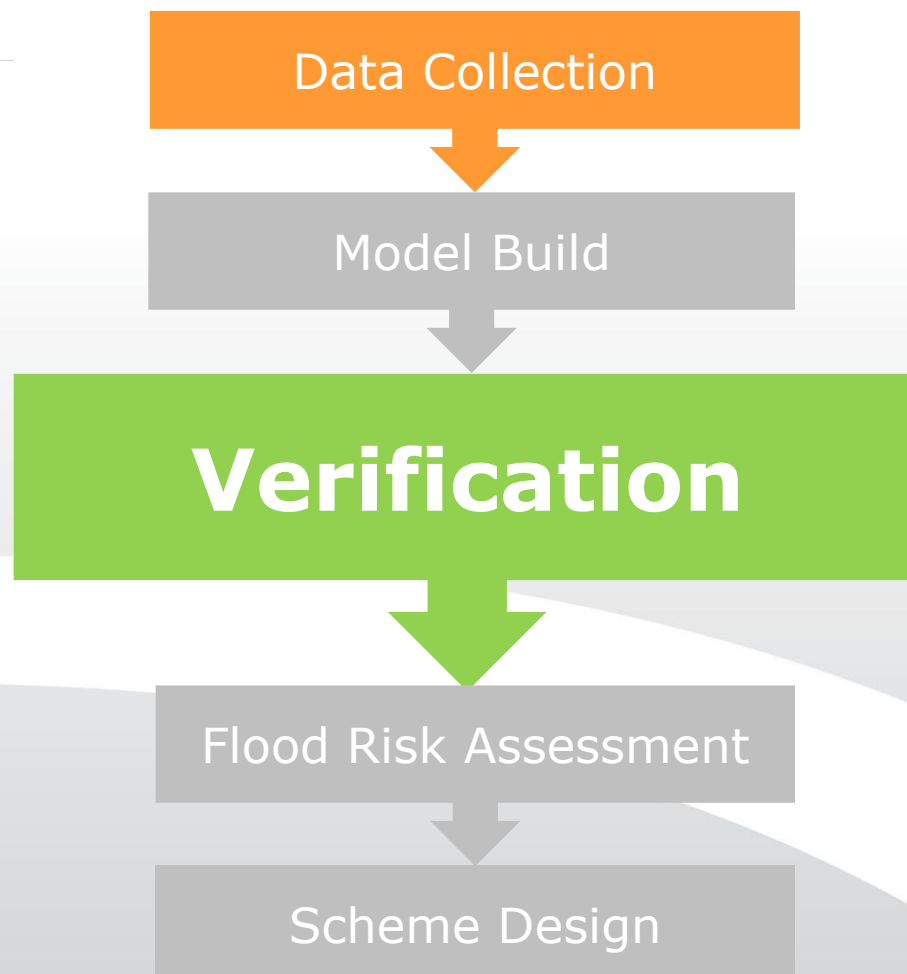 Data Collection
Model Build
Verification
Flood Risk Assessment
Scheme Design